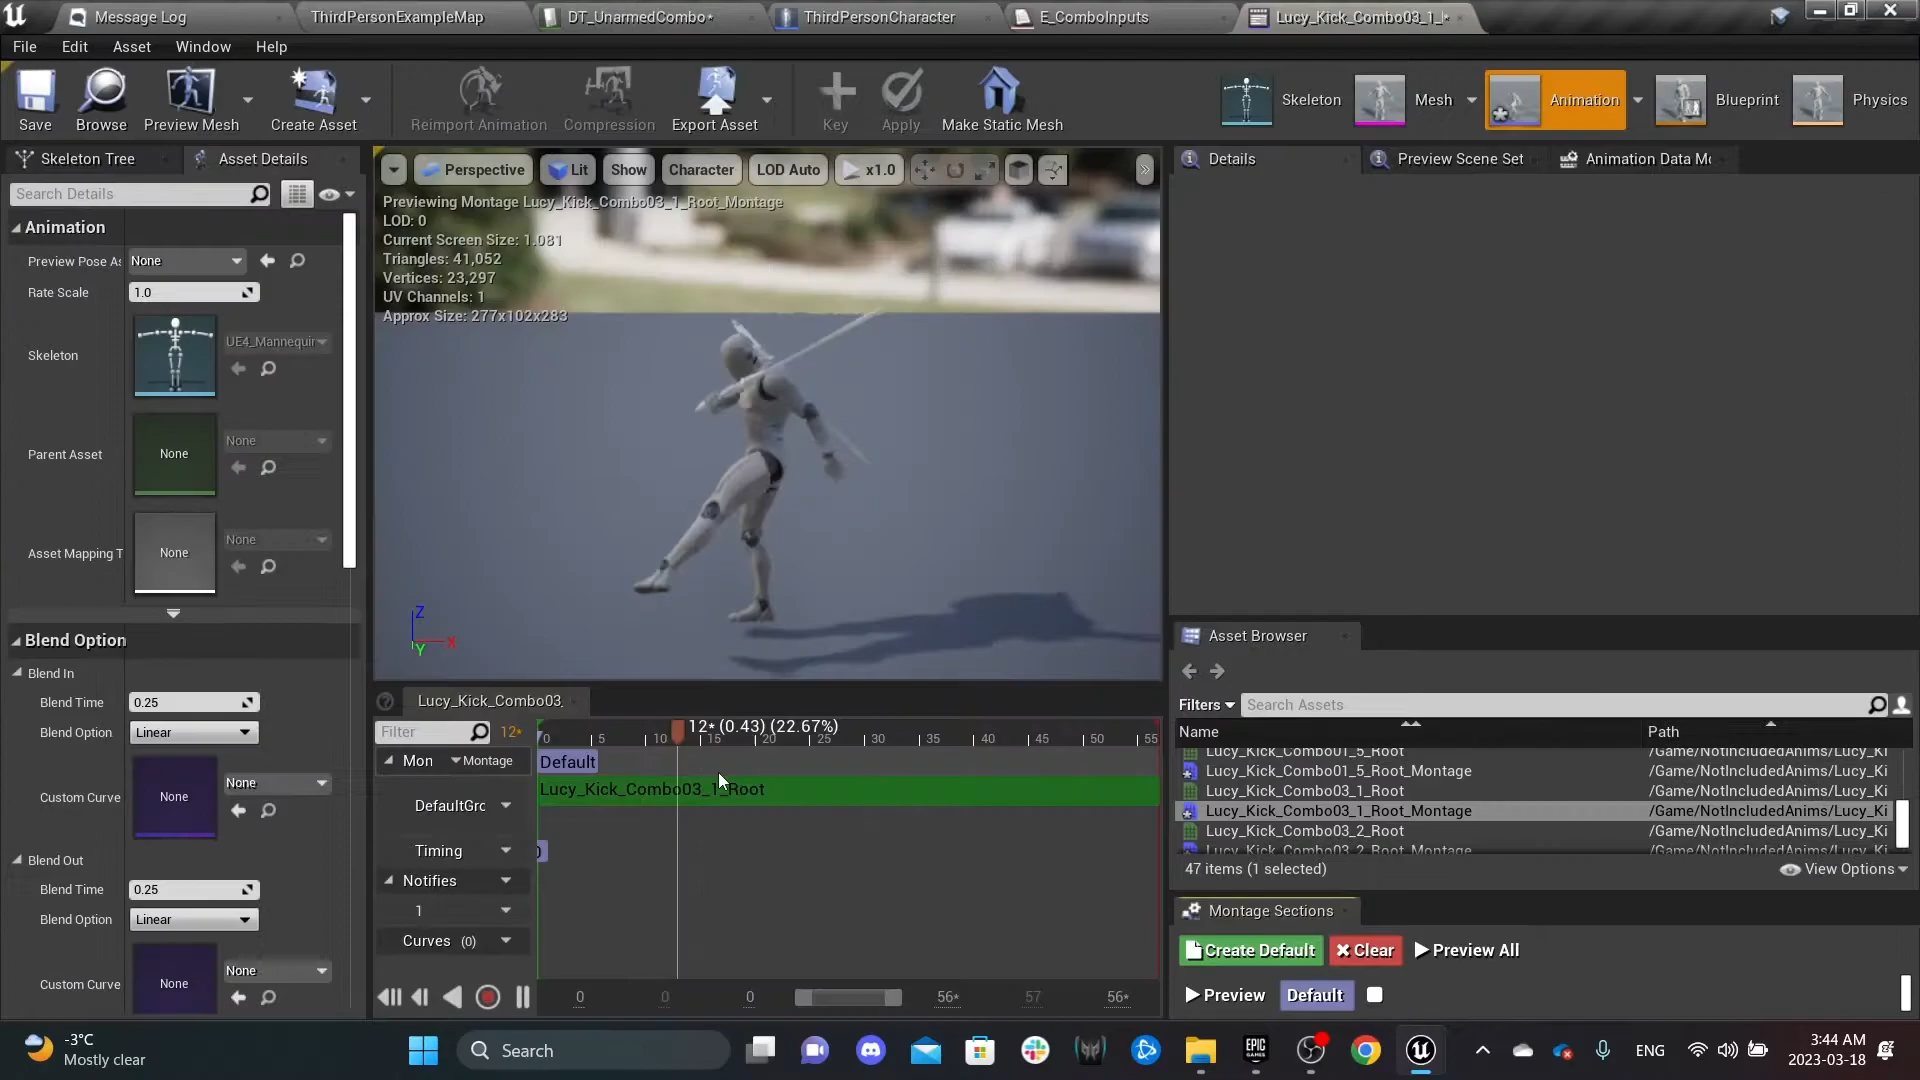 Message Log
ThirdPersonExampleMap
DT_UnarmedCombo*
ThirdPersonCharacter
E_ComboInputs
Lucy_Kick_Combo03_1_
File Edit Asset Window Help
Save
Browse
Preview Mesh
Create Asset
Reimport Animation
Compression
Export Asset
Key
Apply
Make Static Mesh
Skeleton
Mesh
Animation
Blueprint
Physics
Skeleton Tree
Asset Details
Search Details
Animation
Preview Pose As
None
Rate Scale
1.0
Skeleton
UE4_Mannequin
Parent Asset
None
None
Asset Mapping T
None
None
Blend Option
Blend In
Blend Time
0.25
Blend Option
Linear
Custom Curve
None
None
Blend Out
Blend Time
0.25
Blend Option
Linear
Custom Curve
None
None
Perspective
Lit
Show
Character
LOD Auto
x1.0
Previewing Montage Lucy_Kick_Combo03_1_Root_Montage
LOD: 0
Current Screen Size: 1.081
Triangles: 41,052
Vertices: 23,297
UV Channels: 1
Approx Size: 277x102x283
Z
X
Y
Lucy_Kick_Combo03_
Filter
12*
12* (0.43) (22.67%)
0 5 10 15 20 25 30 35 40 45 50 55
Mon
Montage
Default
Lucy_Kick_Combo03_1_Root
DefaultGrc
Timing
Notifies
1
Curves (0)
0 0 0 56* 57 56*
Details
Preview Scene Set
Animation Data Mo
Asset Browser
Filters
Search Assets
Name
Path
Lucy_Kick_Combo01_5_Root /Game/NotIncludedAnims/Lucy_Ki
Lucy_Kick_Combo01_5_Root_Montage /Game/NotIncludedAnims/Lucy_Ki
Lucy_Kick_Combo03_1_Root /Game/NotIncludedAnims/Lucy_Ki
Lucy_Kick_Combo03_1_Root_Montage /Game/NotIncludedAnims/Lucy_Ki
Lucy_Kick_Combo03_2_Root /Game/NotIncludedAnims/Lucy_Ki
Lucy_Kick_Combo03_2_Root_Montage /Game/NotIncludedAnims/Lucy_Ki
47 items (1 selected)
View Options
Montage Sections
Create Default
Clear
Preview All
Preview
Default
-3°C
Mostly clear
Search
EPIC GAMES
ENG
3:44 AM
2023-03-18